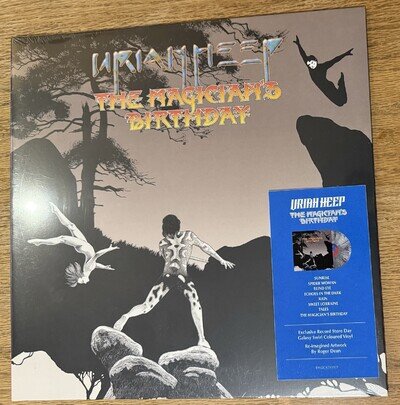 URIAH HEEP
THE MAGICIAN'S
BIRTHDAY
URIAH HEEP
THE MAGICIAN'S
BIRTHDAY
SUNRISE
SPIDER WOMAN
BLIND EYE
ECHOES IN THE DARK
RAIN
SWEET LORRAINE
TALES
THE MAGICIAN'S BIRTHDAY
Exclusive Record Store Day
Galaxy Swirl Coloured Vinyl
Re-imagined Artwork
By Roger Dean